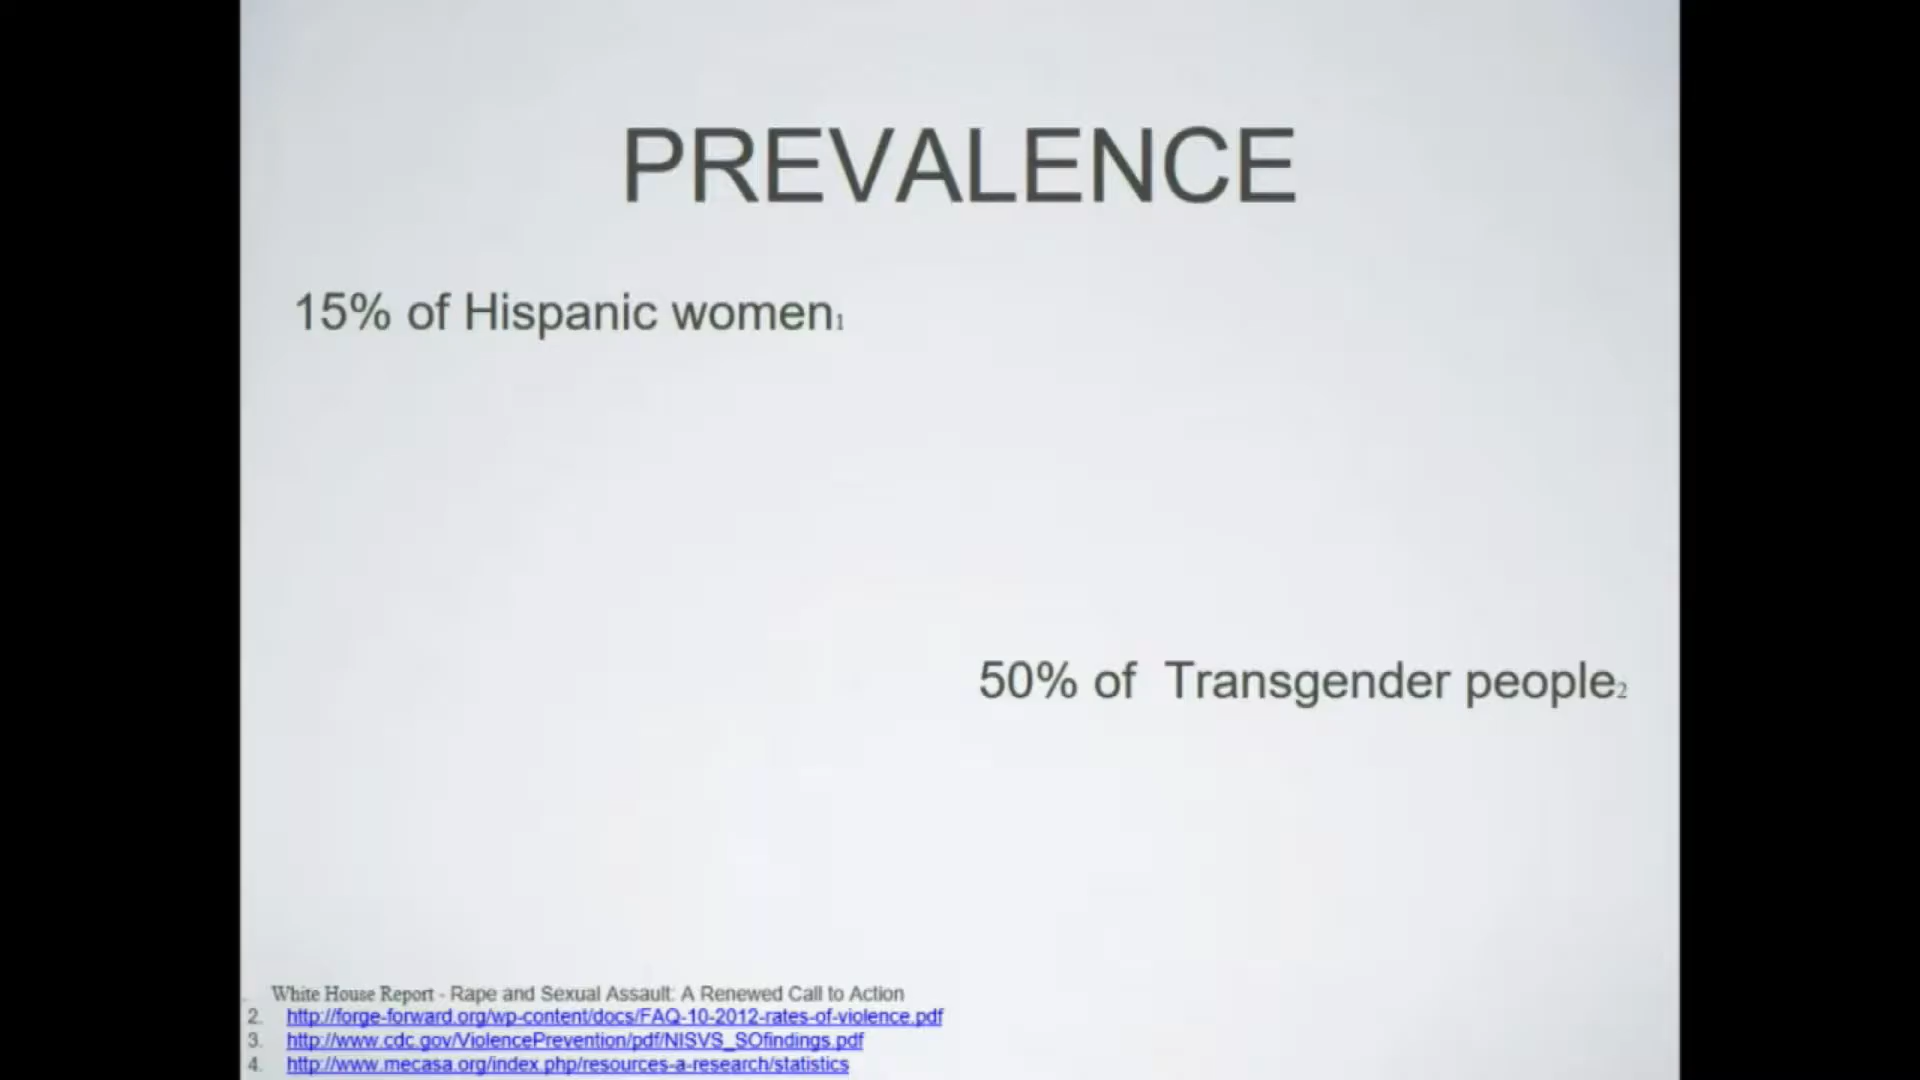 PREVALENCE
15% of Hispanic women1
50% of Transgender people2
White House Report - Rape and Sexual Assault: A Renewed Call to Action
2. http://forge-forward.org/wp-content/docs/FAQ-10-2012-rates-of-violence.pdf
3. http://www.cdc.gov/ViolencePrevention/pdf/NISVS_SOfindings.pdf
4. http://www.mecasa.org/index.php/resources-a-research/statistics